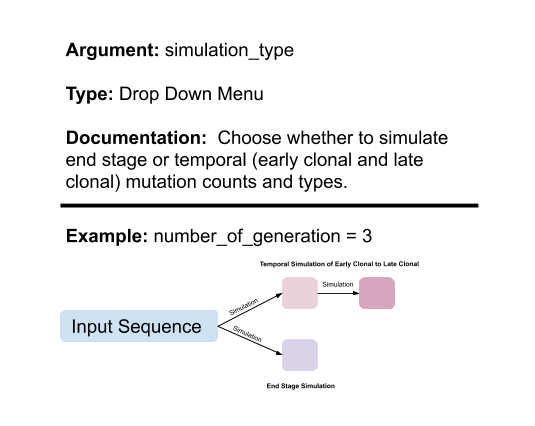 Argument: simulation_type
Type: Drop Down Menu
Documentation: Choose whether to simulate
end stage or temporal (early clonal and late
clonal) mutation counts and types.
Example: number_of_generation = 3
Temporal Simulation of Early Clonal to Late Clonal
Simulation
Simulation
Input Sequence
Simulation
End Stage Simulation